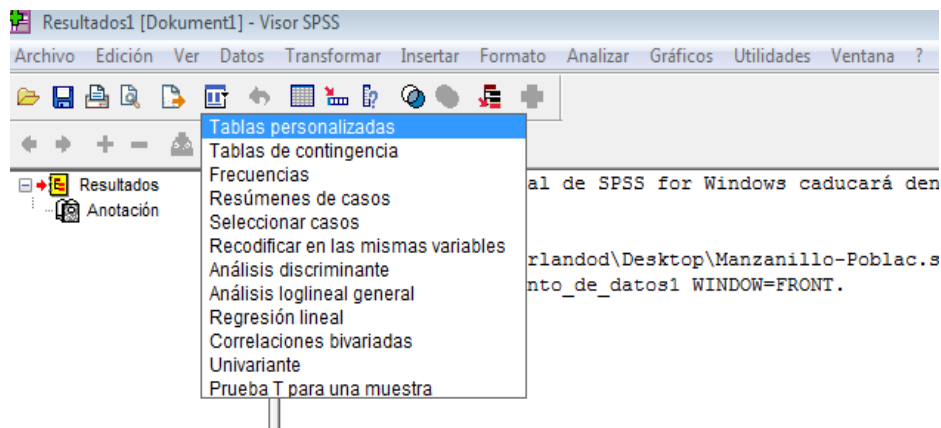 Resultados1 [Dokument1] - Visor SPSS
Archivo Edición Ver Datos Transformar Insertar Formato Analizar Gráficos Utilidades Ventana ?
Tablas personalizadas
Tablas de contingencia
Frecuencias
Resúmenes de casos
Seleccionar casos
Recodificar en las mismas variables
Análisis discriminante
Análisis loglineal general
Regresión lineal
Correlaciones bivariadas
Univariante
Prueba T para una muestra
Resultados
Anotación
al de SPSS for Windows caducará den
rlandod\Desktop\Manzanillo-Poblac.s
nto_de_datos1 WINDOW=FRONT.